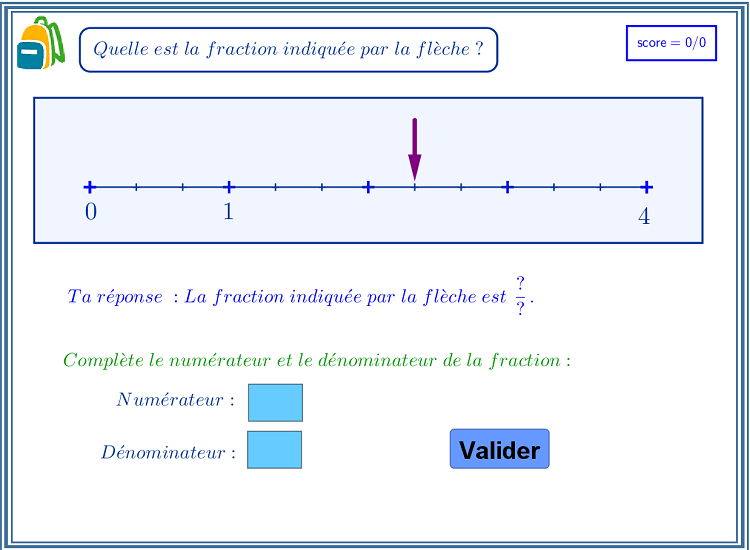 Quelle est la fraction indiquée par la flèche ?
score = 0/0
0 1 4
Ta réponse : La fraction indiquée par la flèche est ?/?.
Complète le numérateur et le dénominateur de la fraction :
Numérateur :
Dénominateur :
Valider